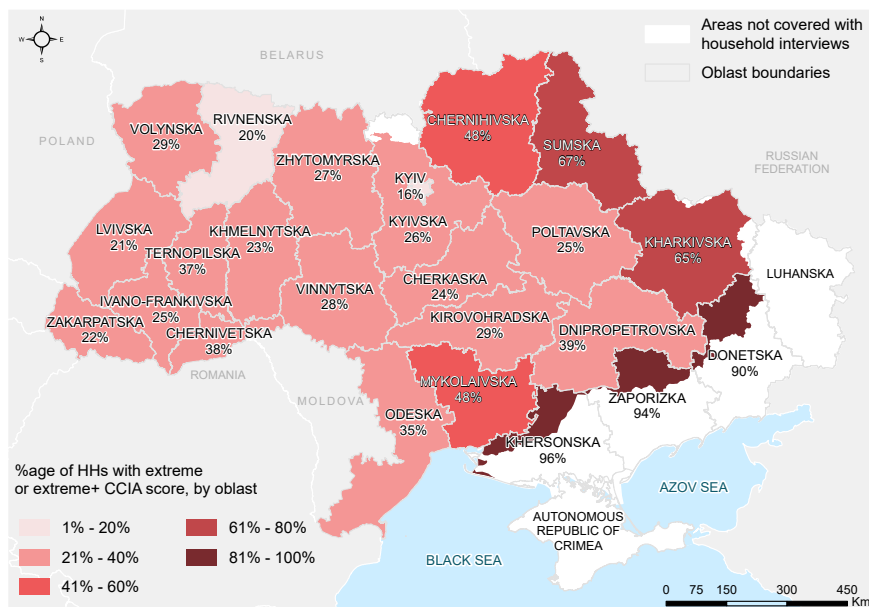 N
W
E
S
Areas not covered with
household interviews
Oblast boundaries
BELARUS
POLAND
RUSSIAN
FEDERATION
VOLYNSKA
29%
RIVNENSKA
20%
ZHYTOMYRSKA
27%
CHERNIHIVSKA
48%
SUMSKA
67%
KYIV
16%
KYIVSKA
26%
LVIVSKA
21%
TERNOPILSKA
37%
KHMELNYTSKA
23%
POLTAVSKA
25%
KHARKIVSKA
65%
LUHANSKA
VINNYTSKA
28%
CHERKASKA
24%
IVANO-FRANKIVSKA
25%
ZAKARPATSKA
22%
CHERNIVETSKA
38%
KIROVOHRADSKA
29%
DNIPROPETROVSKA
39%
DONETSKA
90%
ROMANIA
MOLDOVA
MYKOLAIVSKA
48%
ZAPORIZKA
94%
ODESKA
35%
KHERSONSKA
96%
AZOV SEA
AUTONOMOUS
REPUBLIC OF
CRIMEA
BLACK SEA
%age of HHs with extreme
or extreme+ CCIA score, by oblast
1% - 20%
21% - 40%
41% - 60%
61% - 80%
81% - 100%
0 75 150 300 450
Km